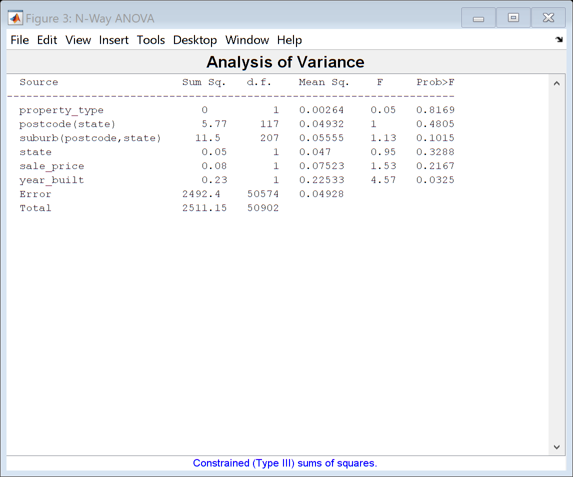 Figure 3: N-Way ANOVA
File Edit View Insert Tools Desktop Window Help
Analysis of Variance
Source Sum Sq. d.f. Mean Sq. F Prob>F
property_type 0 1 0.00264 0.05 0.8169
postcode(state) 5.77 117 0.04932 1 0.4805
suburb(postcode,state) 11.5 207 0.05555 1.13 0.1015
state 0.05 1 0.047 0.95 0.3288
sale_price 0.08 1 0.07523 1.53 0.2167
year_built 0.23 1 0.22533 4.57 0.0325
Error 2492.4 50574 0.04928
Total 2511.15 50902
Constrained (Type III) sums of squares.